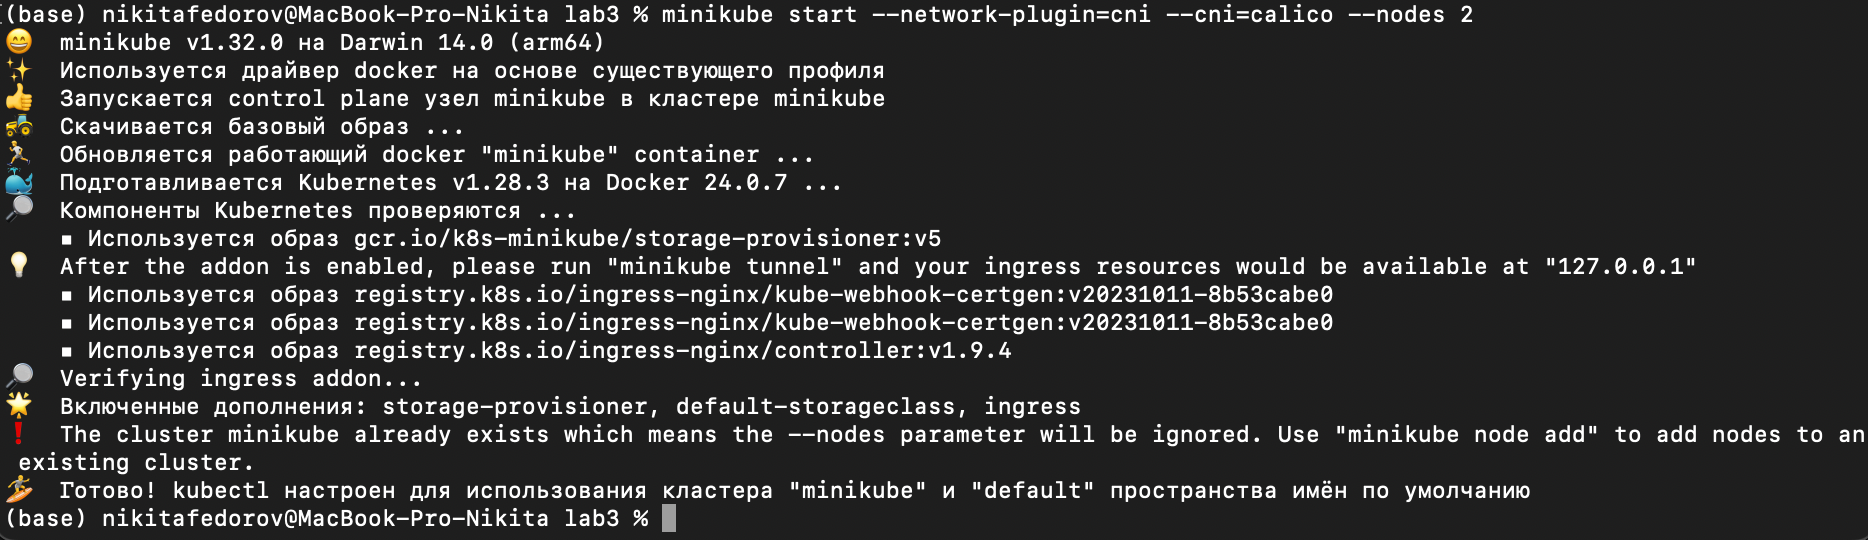 (base) nikitafedorov@MacBook-Pro-Nikita lab3 % minikube start --network-plugin=cni --cni=calico --nodes 2
😄 minikube v1.32.0 на Darwin 14.0 (arm64)
✨ Используется драйвер docker на основе существующего профиля
👍 Запускается control plane узел minikube в кластере minikube
🚜 Скачивается базовый образ ...
🏃 Обновляется работающий docker "minikube" container ...
🐳 Подготавливается Kubernetes v1.28.3 на Docker 24.0.7 ...
🔎 Компоненты Kubernetes проверяются ...
▪ Используется образ gcr.io/k8s-minikube/storage-provisioner:v5
💡 After the addon is enabled, please run "minikube tunnel" and your ingress resources would be available at "127.0.0.1"
▪ Используется образ registry.k8s.io/ingress-nginx/kube-webhook-certgen:v20231011-8b53cabe0
▪ Используется образ registry.k8s.io/ingress-nginx/kube-webhook-certgen:v20231011-8b53cabe0
▪ Используется образ registry.k8s.io/ingress-nginx/controller:v1.9.4
🔎 Verifying ingress addon...
🌟 Включенные дополнения: storage-provisioner, default-storageclass, ingress
❗ The cluster minikube already exists which means the --nodes parameter will be ignored. Use "minikube node add" to add nodes to an
existing cluster.
🏄 Готово! kubectl настроен для использования кластера "minikube" и "default" пространства имён по умолчанию
(base) nikitafedorov@MacBook-Pro-Nikita lab3 %